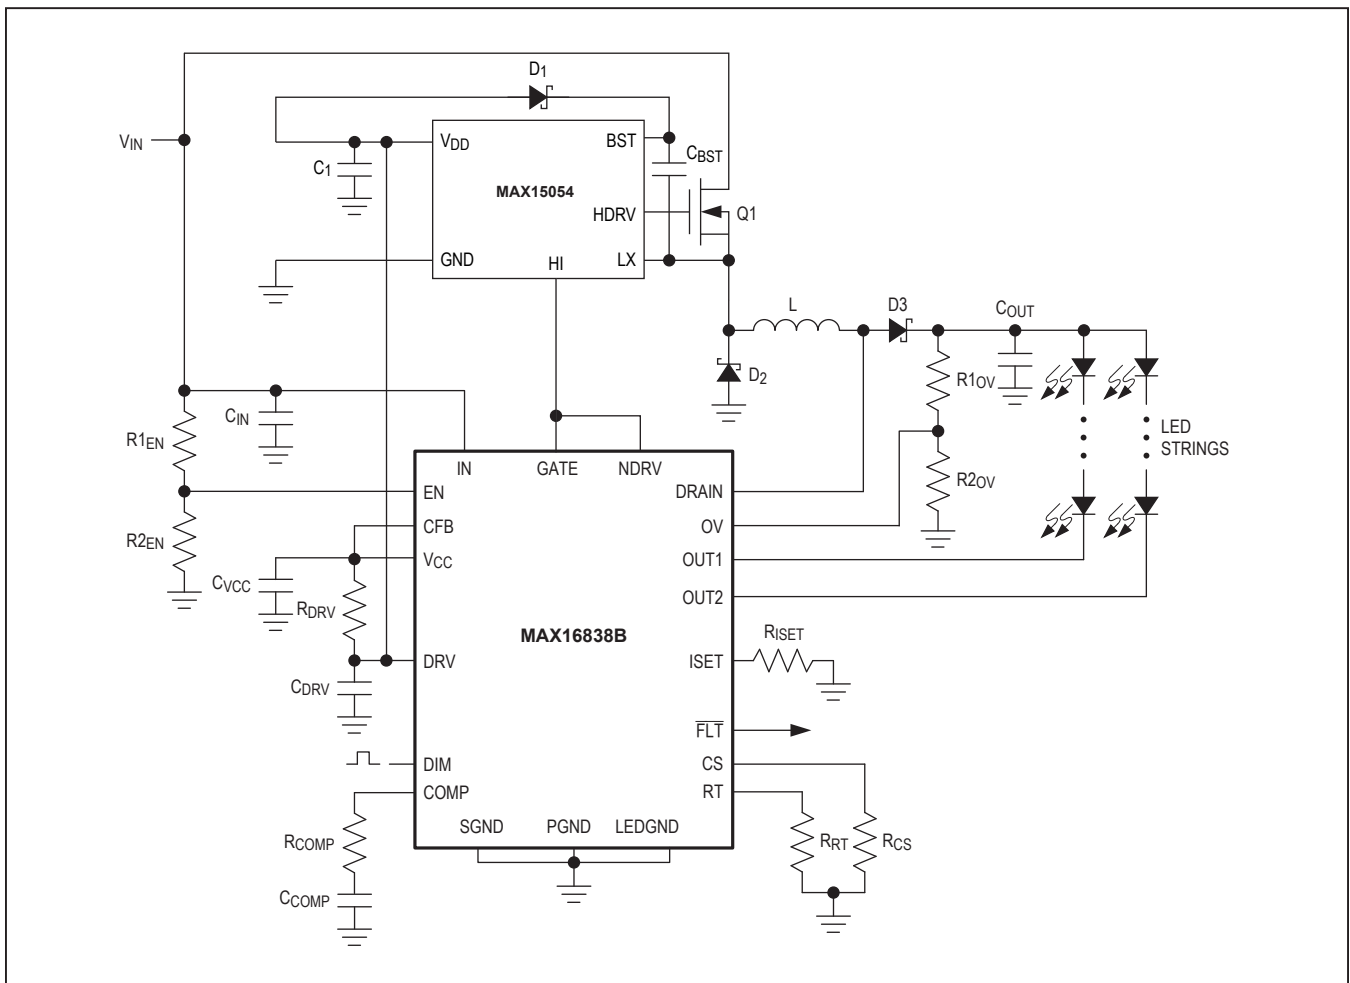 D1
VIN
VDD
BST
CBST
C1
MAX15054
HDRV
Q1
GND
HI
LX
L
D3
COUT
D2
R1OV
CIN
R1EN
LED
STRINGS
IN
GATE
NDRV
EN
DRAIN
R2OV
CFB
OV
R2EN
VCC
OUT1
CVCC
RDRV
OUT2
MAX16838B
RISET
DRV
ISET
CDRV
FLT
DIM
CS
COMP
RT
SGND
PGND
LEDGND
RCOMP
RRT
RCS
CCOMP